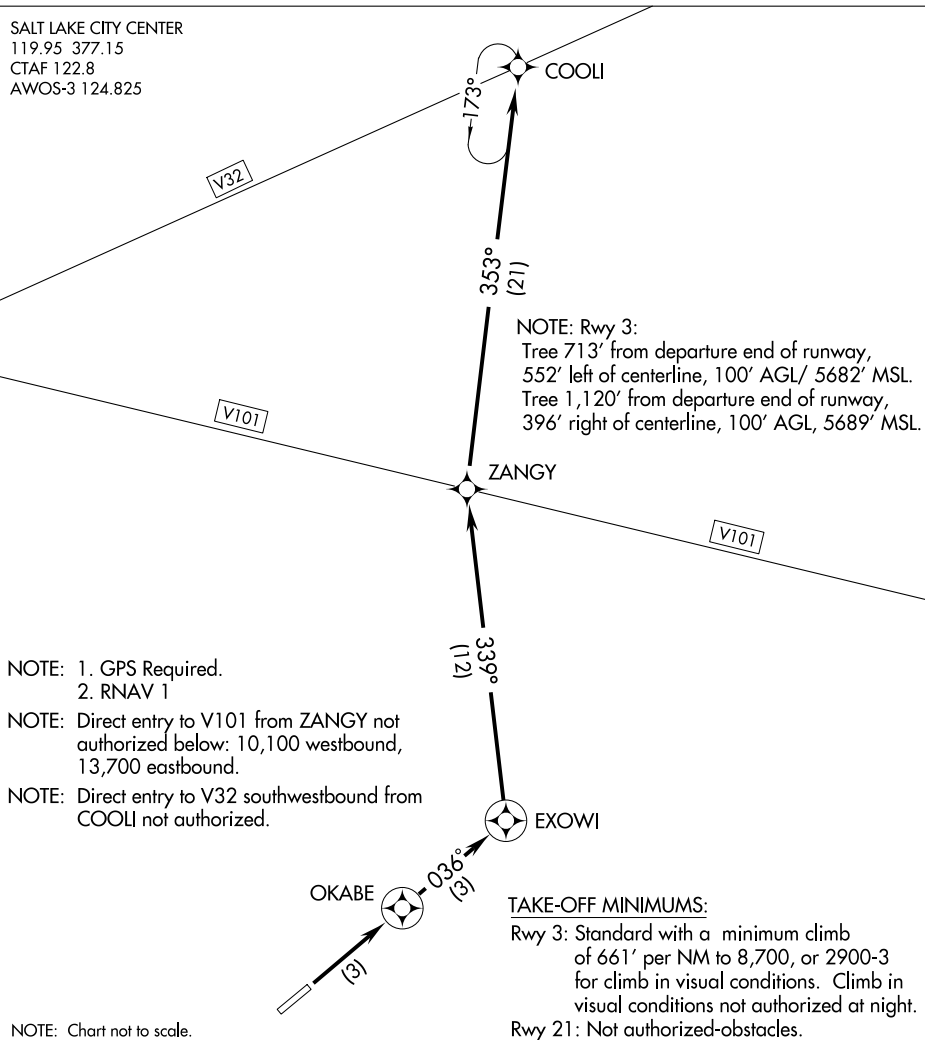 SALT LAKE CITY CENTER
119.95 377.15
CTAF 122.8
AWOS-3 124.825
COOLI
173°
V32
353°
(21)
NOTE: Rwy 3:
Tree 713' from departure end of runway,
552' left of centerline, 100' AGL/ 5682' MSL.
Tree 1,120' from departure end of runway,
396' right of centerline, 100' AGL, 5689' MSL.
V101
ZANGY
V101
339°
(12)
NOTE: 1. GPS Required.
2. RNAV 1
NOTE: Direct entry to V101 from ZANGY not
authorized below: 10,100 westbound,
13,700 eastbound.
NOTE: Direct entry to V32 southwestbound from
COOLI not authorized.
EXOWI
036°
(3)
OKABE
(3)
TAKE-OFF MINIMUMS:
Rwy 3: Standard with a minimum climb
of 661' per NM to 8,700, or 2900-3
for climb in visual conditions. Climb in
visual conditions not authorized at night.
Rwy 21: Not authorized-obstacles.
NOTE: Chart not to scale.